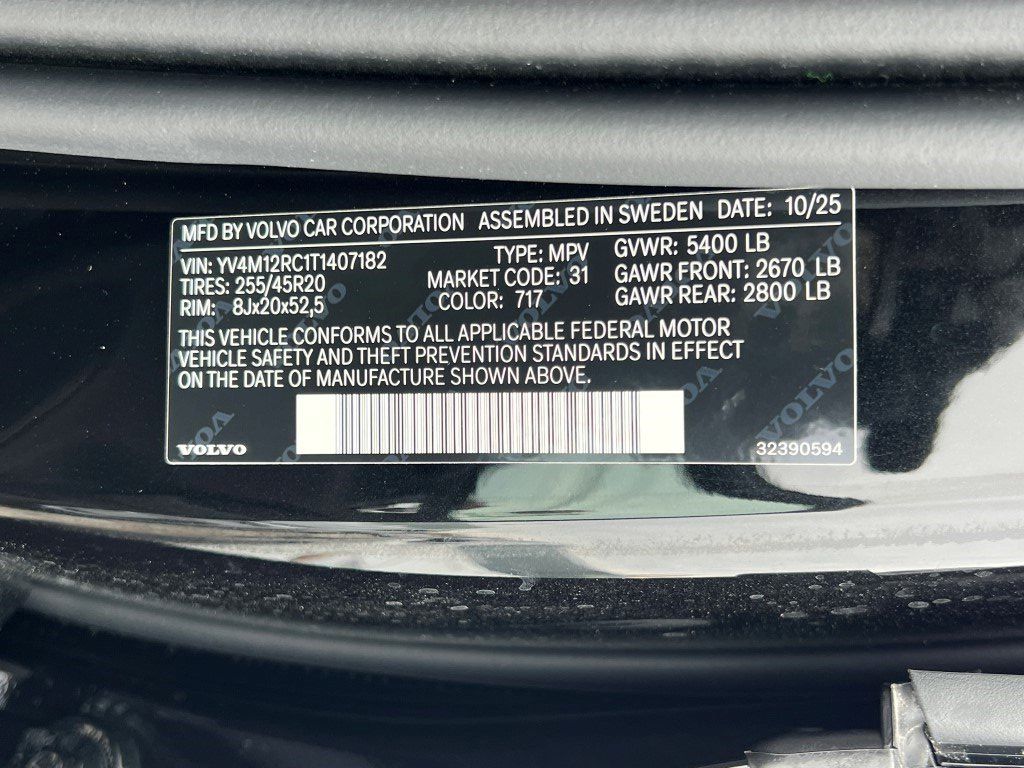 MFD BY VOLVO CAR CORPORATION ASSEMBLED IN SWEDEN DATE: 10/25
VIN: YV4M12RC1T1407182 TYPE: MPV GVWR: 5400 LB
TIRES: 255/45R20 MARKET CODE: 31 GAWR FRONT: 2670 LB
RIM: 8Jx20x52,5 COLOR: 717 GAWR REAR: 2800 LB
THIS VEHICLE CONFORMS TO ALL APPLICABLE FEDERAL MOTOR
VEHICLE SAFETY AND THEFT PREVENTION STANDARDS IN EFFECT
ON THE DATE OF MANUFACTURE SHOWN ABOVE.
VOLVO 32390594